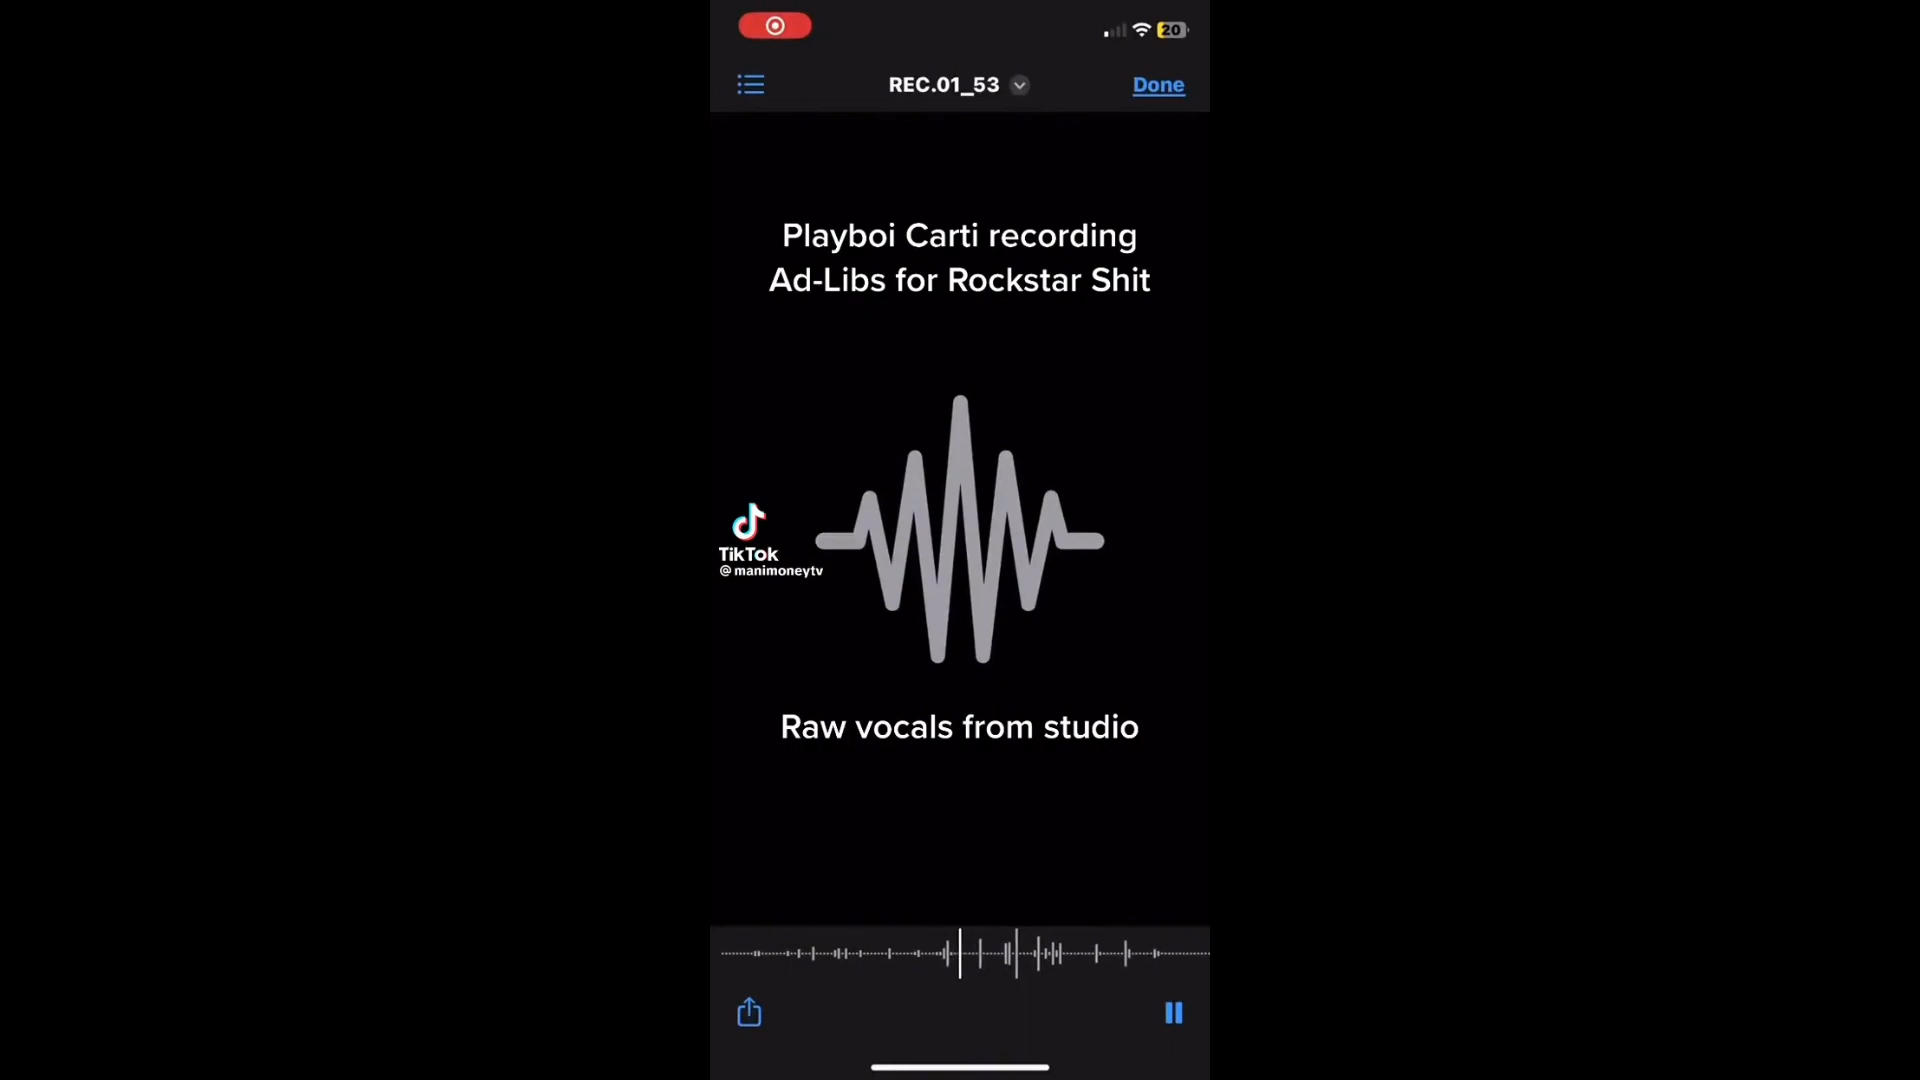 20
REC.01_53
Done
Playboi Carti recording
Ad-Libs for Rockstar Shit
TikTok
@manimoneytv
Raw vocals from studio